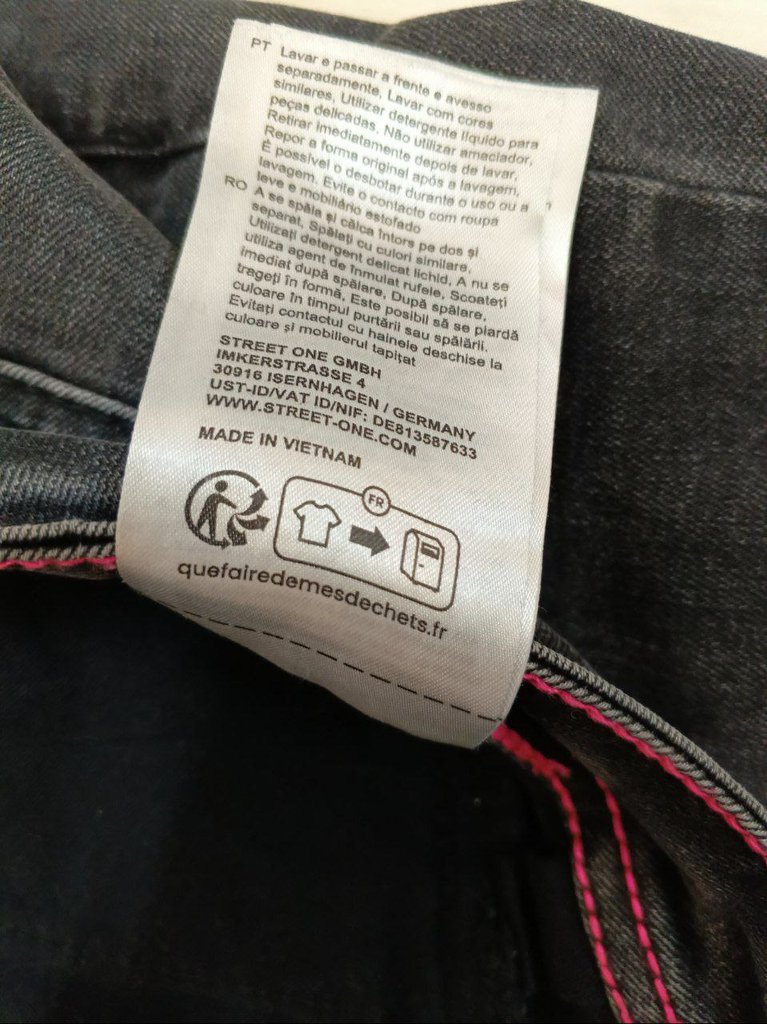 PT Lavar e passar a frente e avesso
separadamente, Lavar com cores
similares, Utilizar detergente líquido para
peças delicadas. Não utilizar amaciador.
Retirar imediatamente depois de lavar,
Repor a forma original após a lavagem,
É possível o desbotar durante o uso ou a
lavagem. Evite o contacto com roupa
leve e mobiliário estofado
RO A se spăla și călca întors pe dos și
separat, Spălați cu culori similare,
Utilizați detergent delicat lichid, A nu se
utiliza agent de înmulat rufele, Scoateți
imediat după spălare, După spălare,
trageți în formă, Este posibil să se piardă
culoare în timpul purtării sau spălării.
Evitați contactul cu hainele deschise la
culoare și mobilierul tapițat
STREET ONE GMBH
IMKERSTRASSE 4
30916 ISERNHAGEN / GERMANY
UST-ID/VAT ID/NIF: DE813587633
WWW.STREET-ONE.COM
MADE IN VIETNAM
FR
quefairedemesdechets.fr